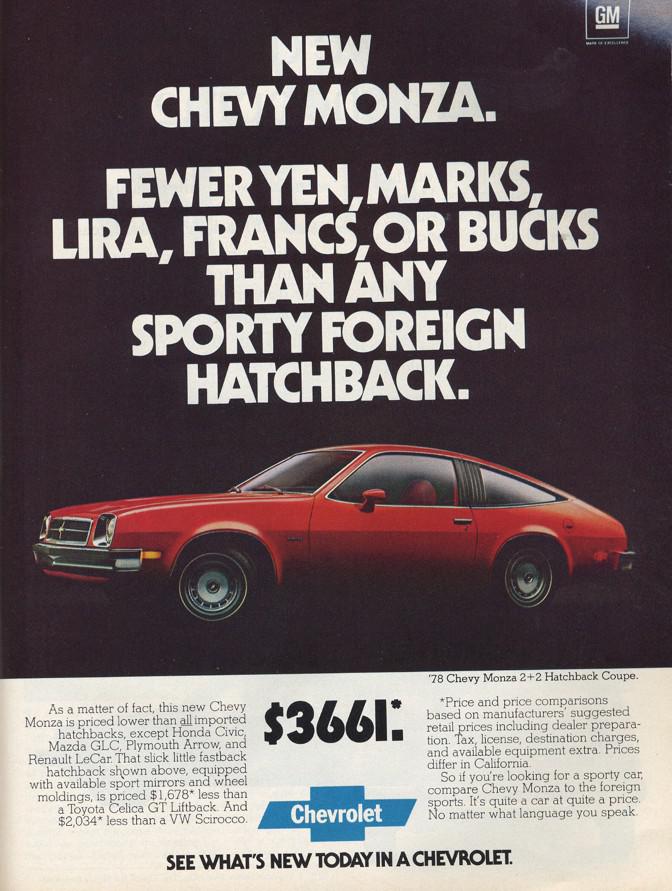 GM
MARK OF EXCELLENCE
NEW
CHEVY MONZA.
FEWER YEN, MARKS,
LIRA, FRANCS, OR BUCKS
THAN ANY
SPORTY FOREIGN
HATCHBACK.
'78 Chevy Monza 2+2 Hatchback Coupe.
As a matter of fact, this new Chevy
Monza is priced lower than all imported
hatchbacks, except Honda Civic,
Mazda GLC, Plymouth Arrow, and
Renault LeCar. That slick little fastback
hatchback shown above, equipped
with available sport mirrors and wheel
moldings, is priced $1,678* less than
a Toyota Celica GT Liftback. And
$2,034* less than a VW Scirocco.
$3661.*
Chevrolet
*Price and price comparisons
based on manufacturers' suggested
retail prices including dealer prepara-
tion. Tax, license, destination charges,
and available equipment extra. Prices
differ in California.
So if you're looking for a sporty car,
compare Chevy Monza to the foreign
sports. It's quite a car at quite a price.
No matter what language you speak.
SEE WHAT'S NEW TODAY IN A CHEVROLET.